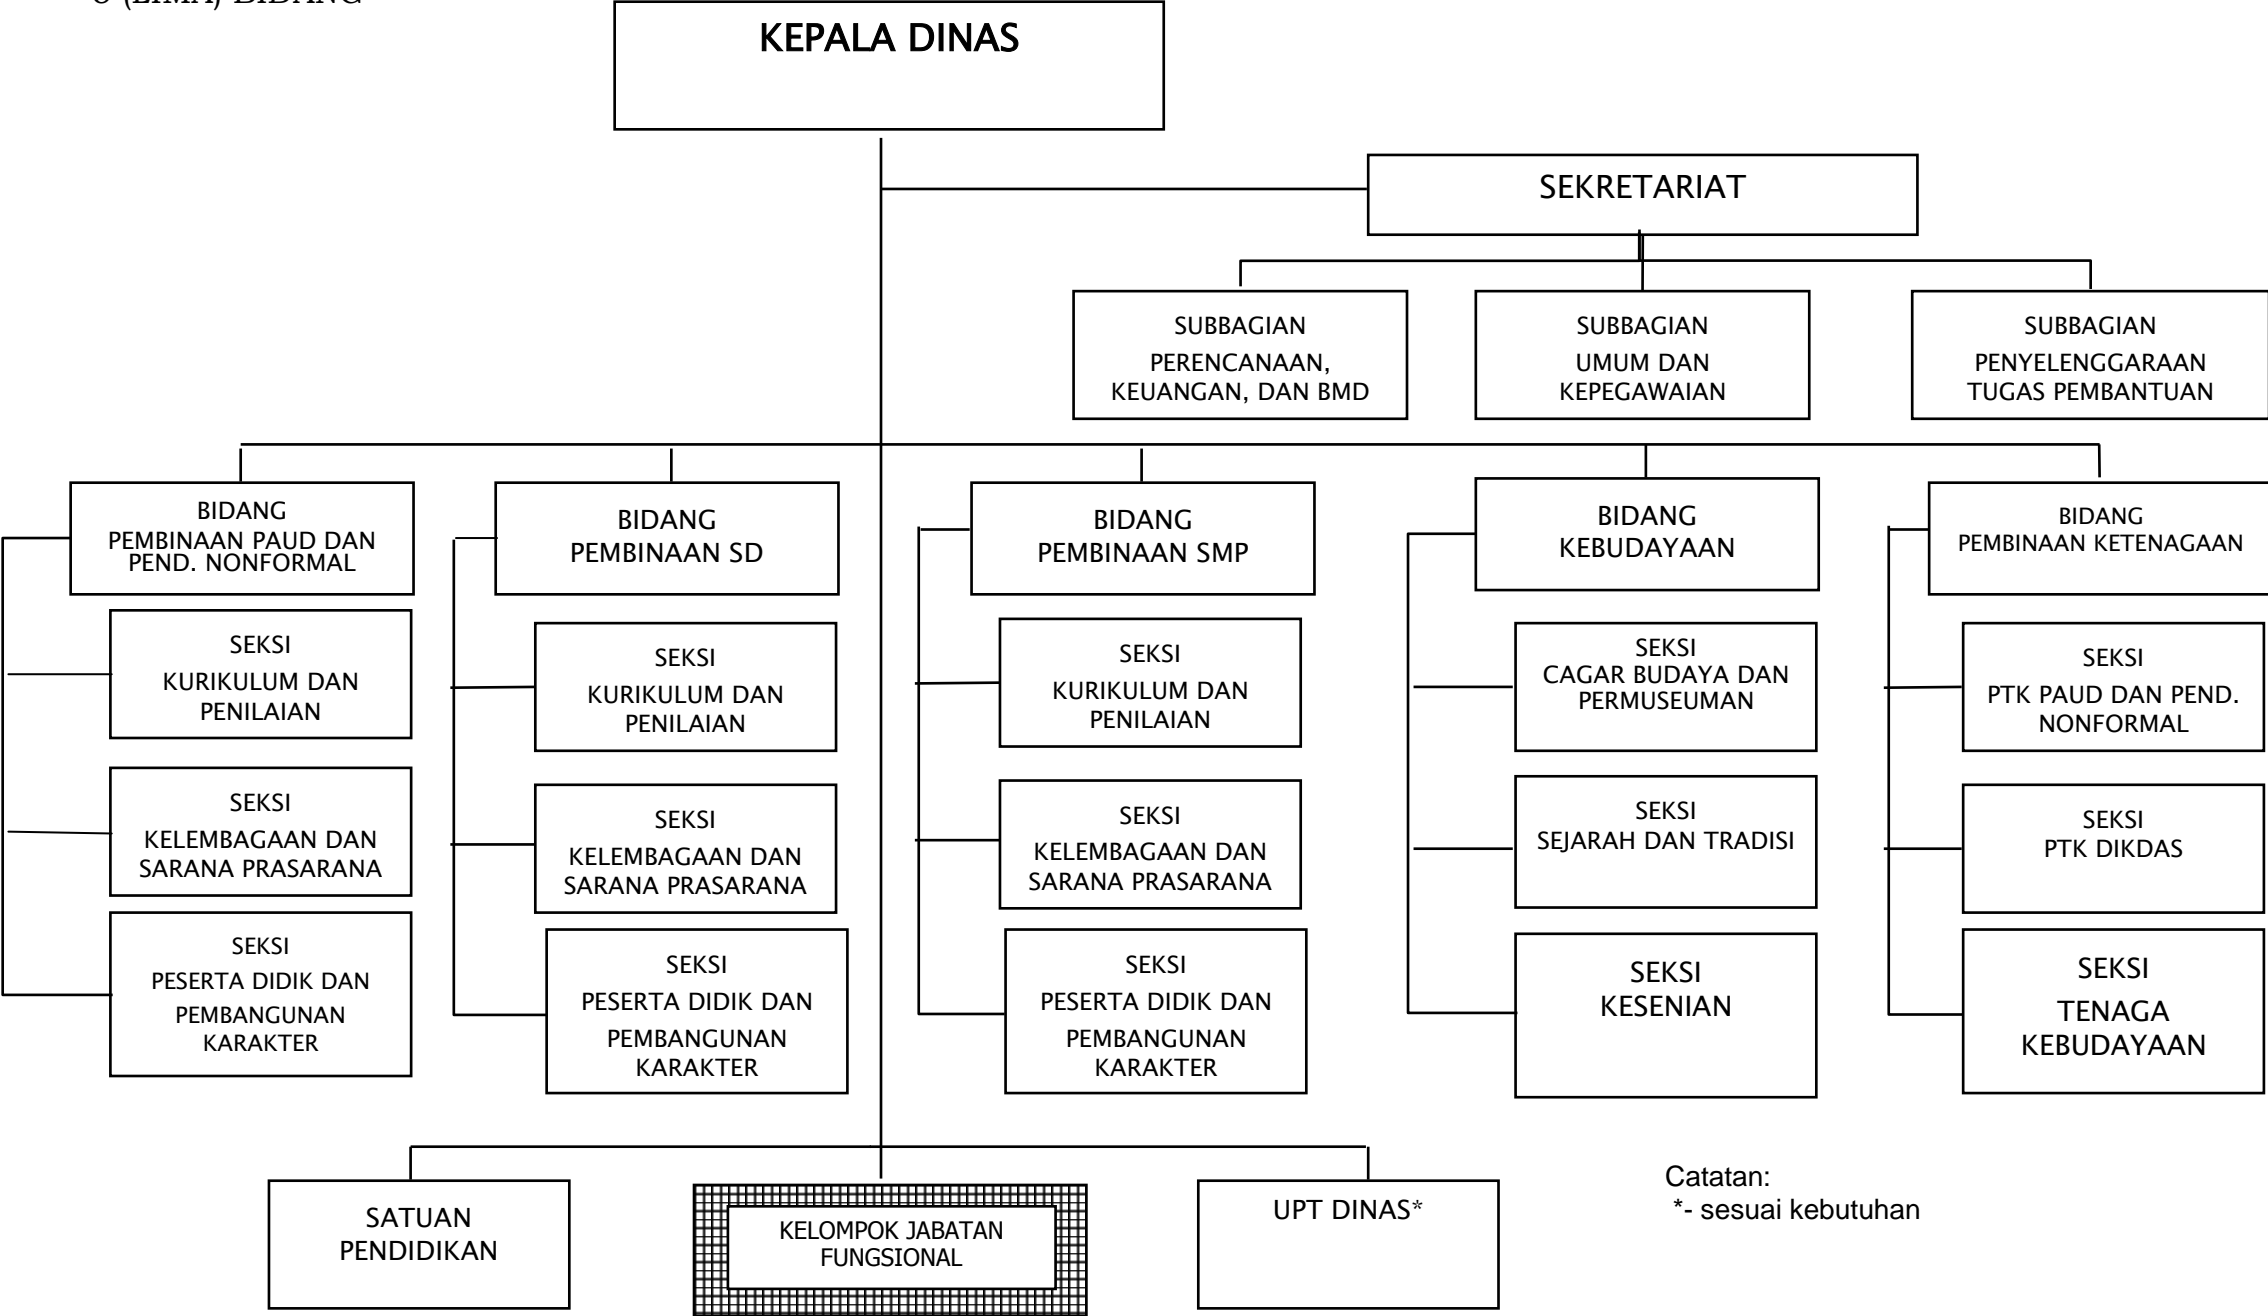 (LIMA) BIDANG
KEPALA DINAS
SEKRETARIAT
SUBBAGIAN
PERENCANAAN,
KEUANGAN, DAN BMD
SUBBAGIAN
UMUM DAN
KEPEGAWAIAN
SUBBAGIAN
PENYELENGGARAAN
TUGAS PEMBANTUAN
BIDANG
PEMBINAAN PAUD DAN
PEND. NONFORMAL
BIDANG
PEMBINAAN SD
BIDANG
PEMBINAAN SMP
BIDANG
KEBUDAYAAN
BIDANG
PEMBINAAN KETENAGAAN
SEKSI
KURIKULUM DAN
PENILAIAN
SEKSI
KURIKULUM DAN
PENILAIAN
SEKSI
KURIKULUM DAN
PENILAIAN
SEKSI
CAGAR BUDAYA DAN
PERMUSEUMAN
SEKSI
PTK PAUD DAN PEND.
NONFORMAL
SEKSI
KELEMBAGAAN DAN
SARANA PRASARANA
SEKSI
KELEMBAGAAN DAN
SARANA PRASARANA
SEKSI
KELEMBAGAAN DAN
SARANA PRASARANA
SEKSI
SEJARAH DAN TRADISI
SEKSI
PTK DIKDAS
SEKSI
PESERTA DIDIK DAN
PEMBANGUNAN
KARAKTER
SEKSI
PESERTA DIDIK DAN
PEMBANGUNAN
KARAKTER
SEKSI
PESERTA DIDIK DAN
PEMBANGUNAN
KARAKTER
SEKSI
KESENIAN
SEKSI
TENAGA
KEBUDAYAAN
SATUAN
PENDIDIKAN
KELOMPOK JABATAN
FUNGSIONAL
UPT DINAS*
Catatan:
*- sesuai kebutuhan